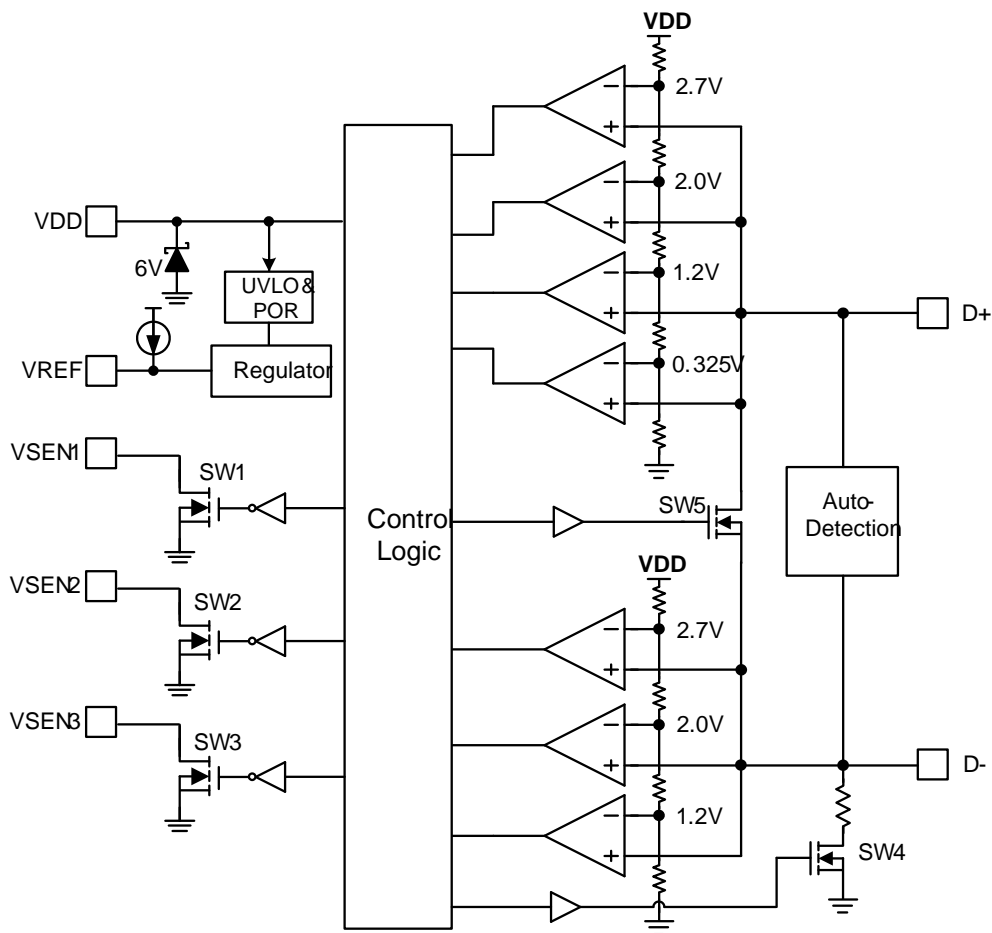 VDD
2.7V
2.0V
1.2V
0.325V
VDD
6V
UVLO&
POR
VREF
Regulator
D+
VSEN1
SW1
Control
Logic
SW5
Auto-
Detection
VSEN2
SW2
VDD
2.7V
VSEN3
SW3
2.0V
D-
1.2V
SW4